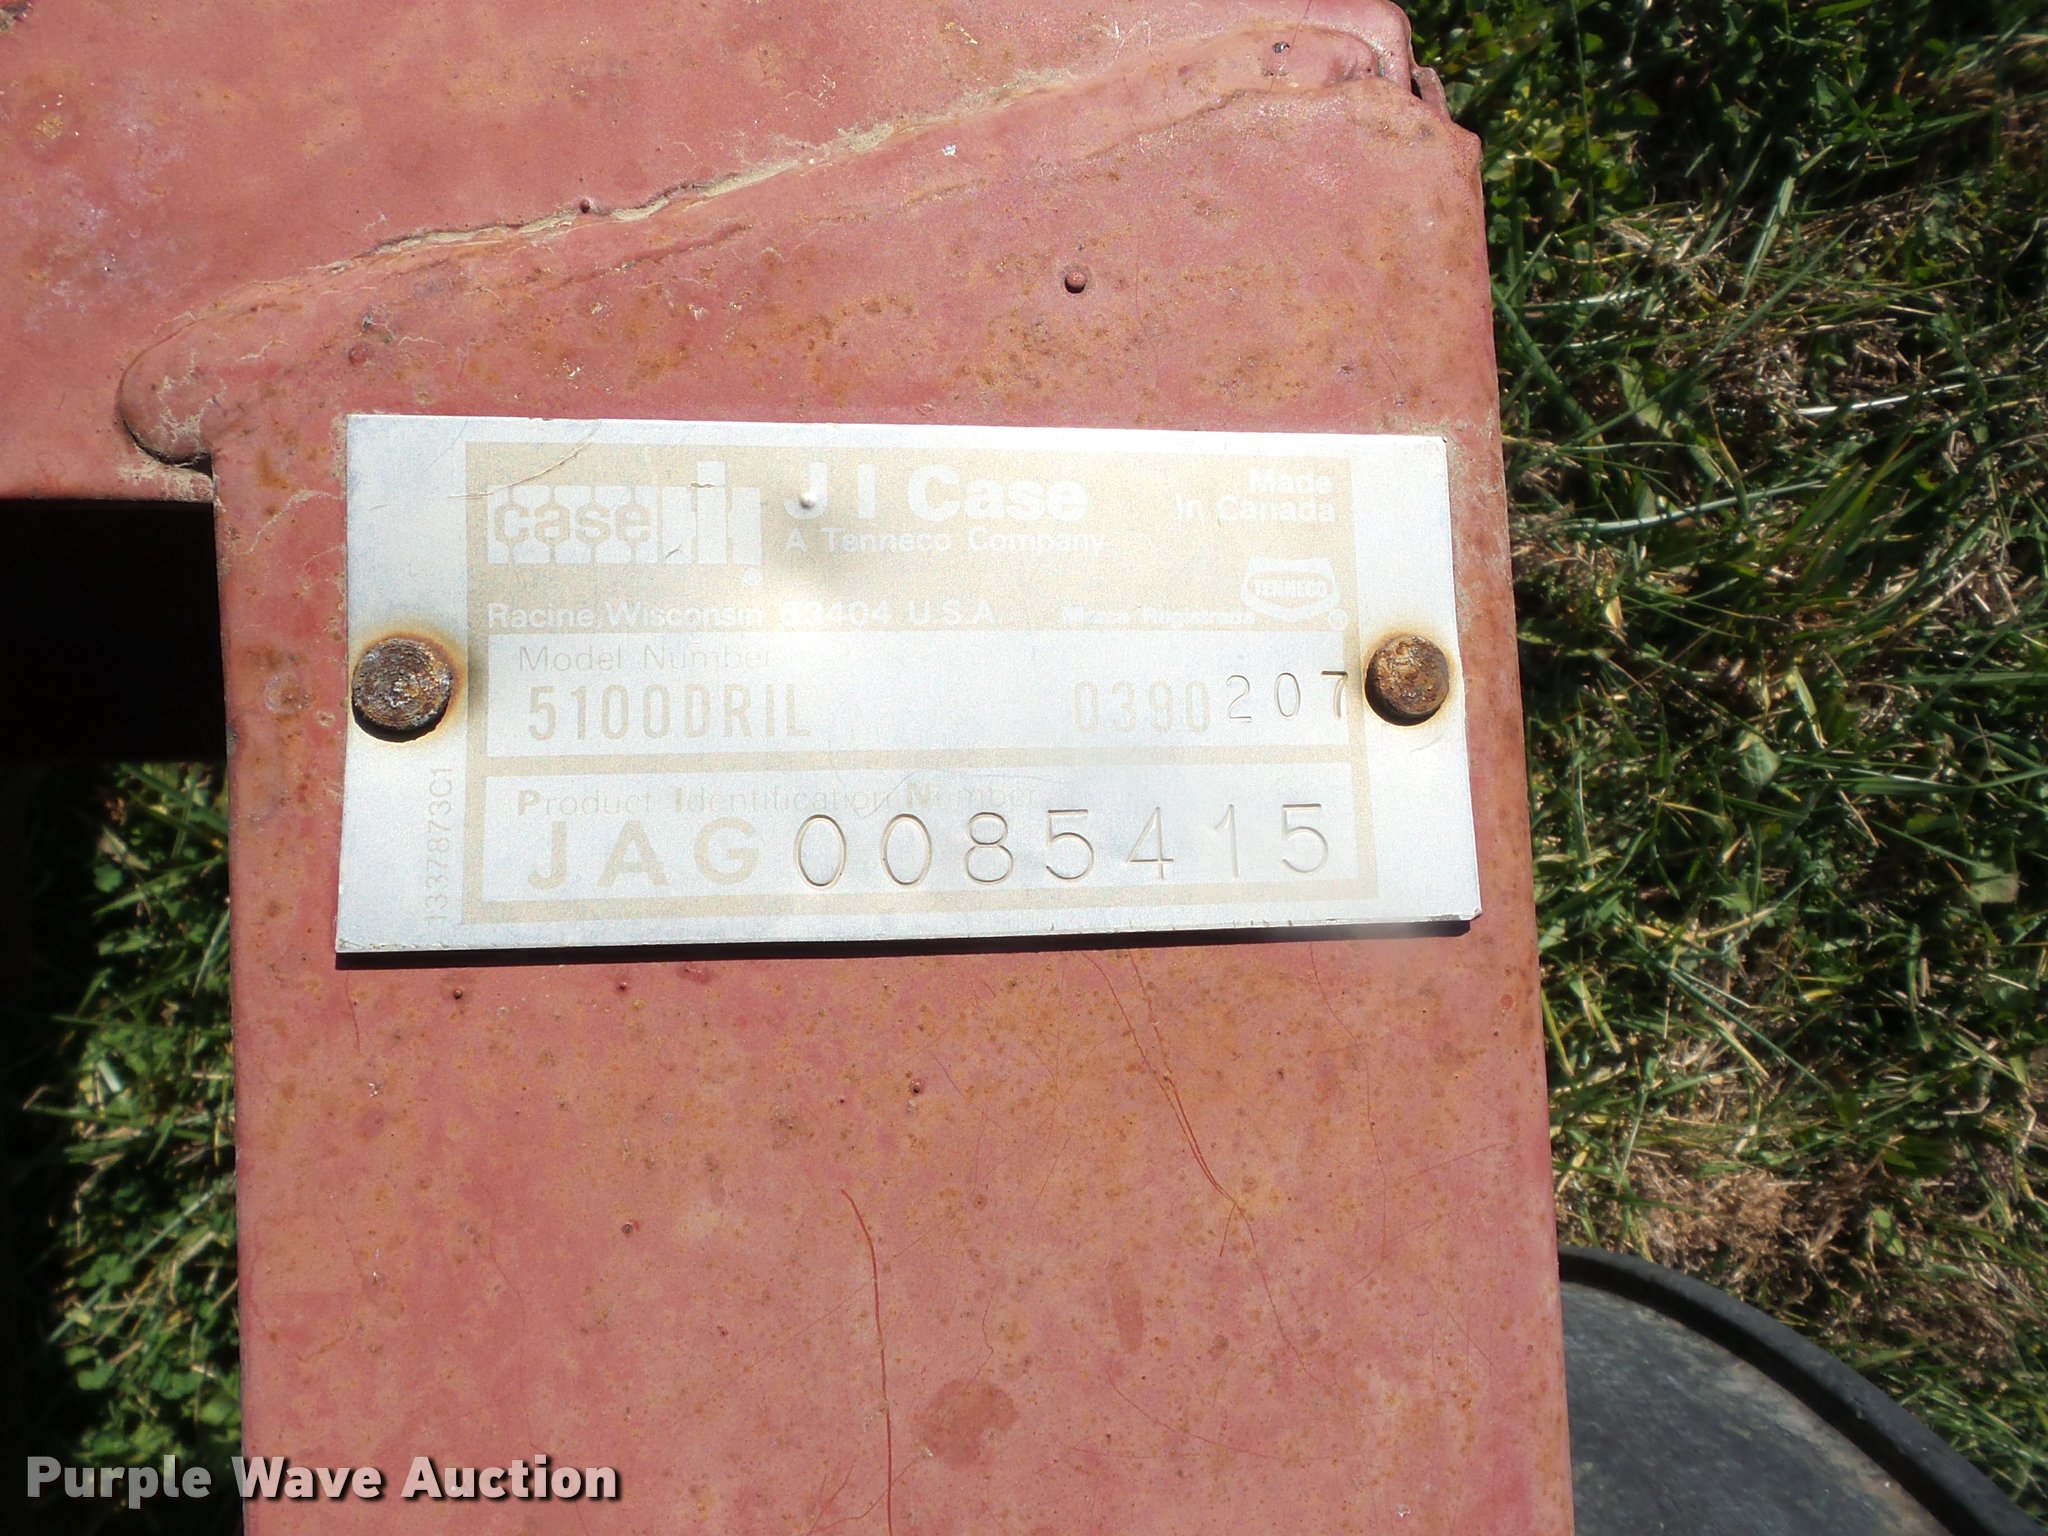 case IH
J I Case
A Tenneco Company
Made
In Canada
TENNECO ®
Racine, Wisconsin 53404 U.S.A.
Model Number
5100DRIL 0390207
Product Identification Number
JAG0085415
1337873C1
Purple Wave Auction